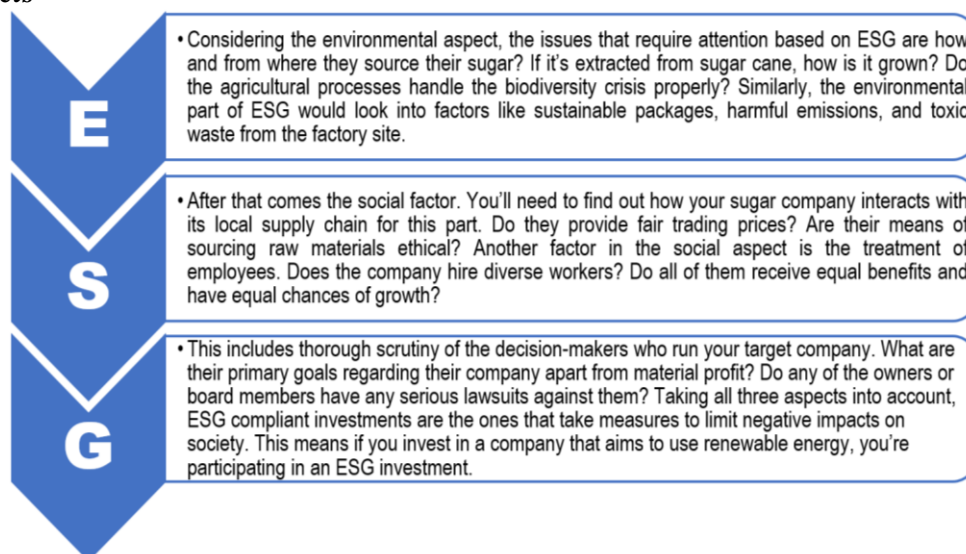 • Considering the environmental aspect, the issues that require attention based on ESG are how
and from where they source their sugar? If it's extracted from sugar cane, how is it grown? Do
the agricultural processes handle the biodiversity crisis properly? Similarly, the environmental
part of ESG would look into factors like sustainable packages, harmful emissions, and toxic
waste from the factory site.
E
• After that comes the social factor. You'll need to find out how your sugar company interacts with
its local supply chain for this part. Do they provide fair trading prices? Are their means of
sourcing raw materials ethical? Another factor in the social aspect is the treatment of
employees. Does the company hire diverse workers? Do all of them receive equal benefits and
have equal chances of growth?
S
• This includes thorough scrutiny of the decision-makers who run your target company. What are
their primary goals regarding their company apart from material profit? Do any of the owners or
board members have any serious lawsuits against them? Taking all three aspects into account,
ESG compliant investments are the ones that take measures to limit negative impacts on
society. This means if you invest in a company that aims to use renewable energy, you're
participating in an ESG investment.
G